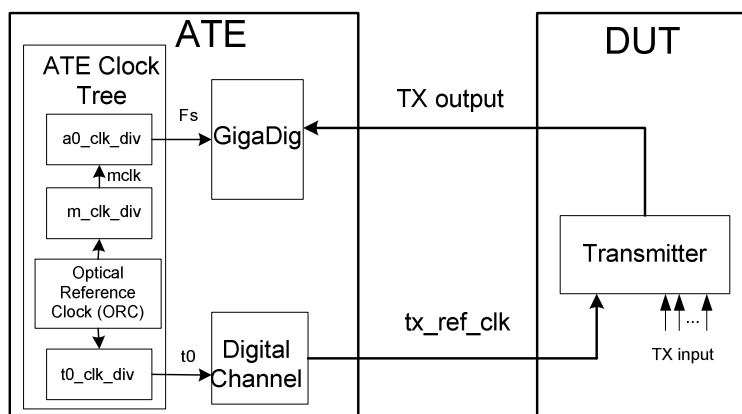 ATE
DUT
ATE Clock
Tree
Fs
a0_clk_div
GigaDig
TX output
mclk
m_clk_div
Transmitter
Optical
Reference
Clock (ORC)
tx_ref_clk
...
Digital
Channel
t0
TX input
t0_clk_div